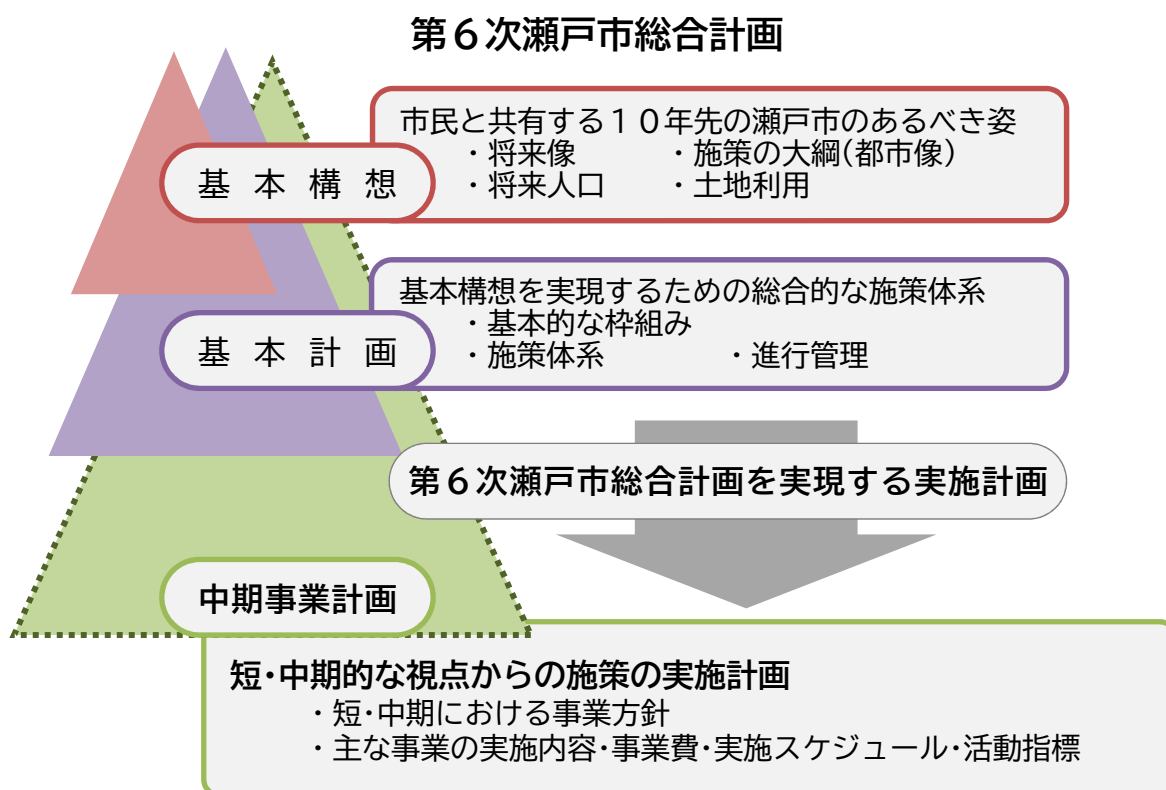 第６次瀬戸市総合計画
市民と共有する１０年先の瀬戸市のあるべき姿
・将来像　・施策の大綱(都市像)
基本構想
・将来人口　・土地利用
基本構想を実現するための総合的な施策体系
・基本的な枠組み
基本計画
・施策体系　・進行管理
第６次瀬戸市総合計画を実現する実施計画
中期事業計画
短・中期的な視点からの施策の実施計画
・短・中期における事業方針
・主な事業の実施内容・事業費・実施スケジュール・活動指標